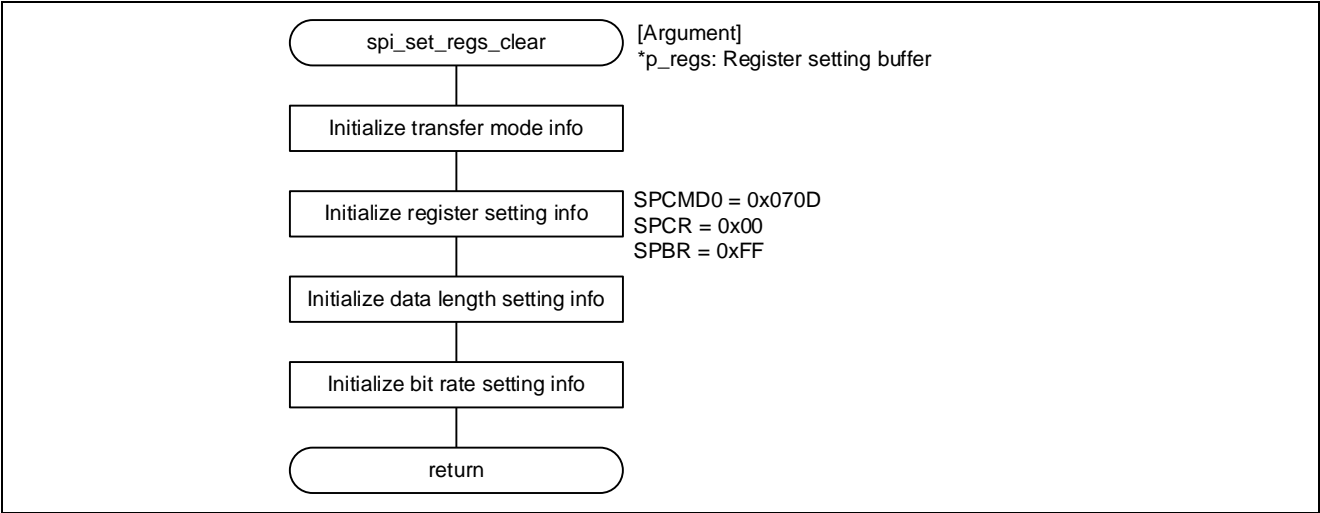 spi_set_regs_clear
[Argument]
*p_regs: Register setting buffer
Initialize transfer mode info
Initialize register setting info
SPCMD0 = 0x070D
SPCR = 0x00
SPBR = 0xFF
Initialize data length setting info
Initialize bit rate setting info
return